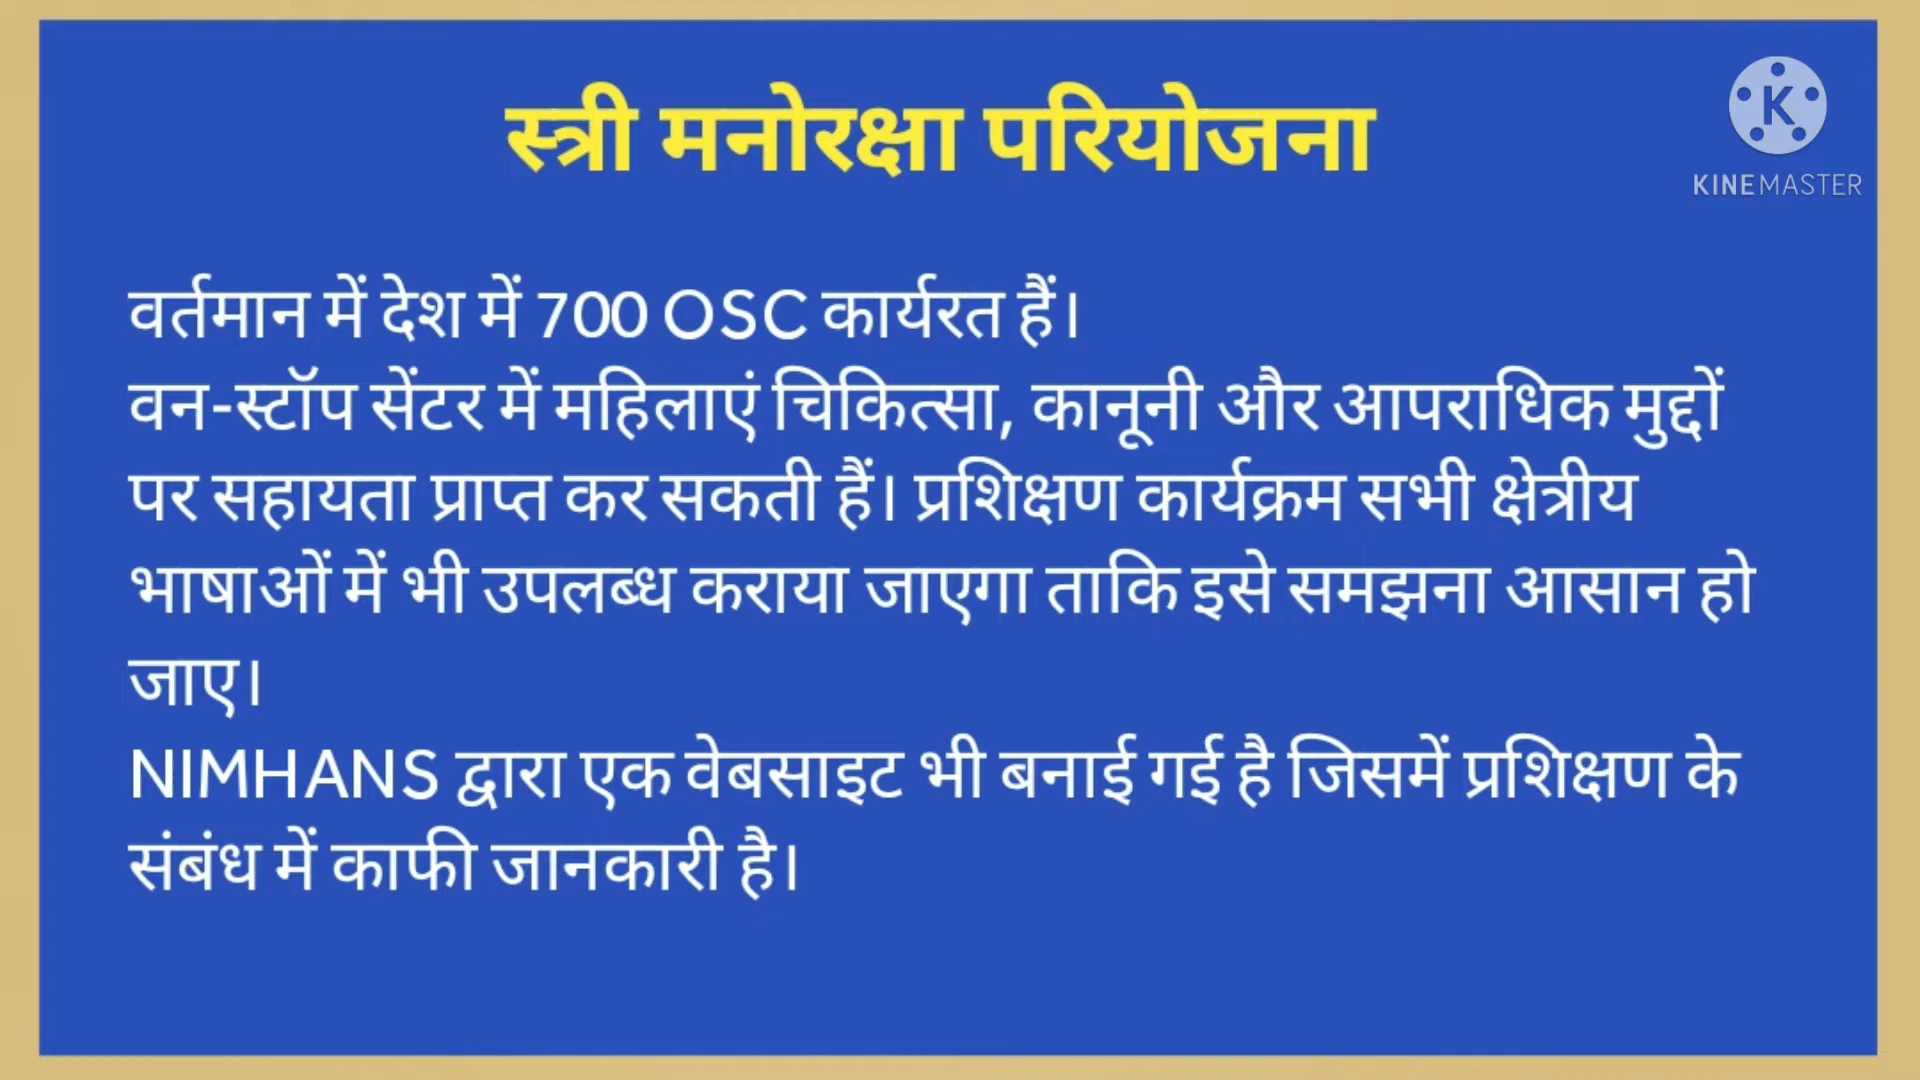 स्त्री मनोरक्षा परियोजना
KINEMASTER
वर्तमान में देश में 700 OSC कार्यरत हैं।
वन-स्टॉप सेंटर में महिलाएं चिकित्सा, कानूनी और आपराधिक मुद्दों
पर सहायता प्राप्त कर सकती हैं। प्रशिक्षण कार्यक्रम सभी क्षेत्रीय
भाषाओं में भी उपलब्ध कराया जाएगा ताकि इसे समझना आसान हो
जाए।
NIMHANS द्वारा एक वेबसाइट भी बनाई गई है जिसमें प्रशिक्षण के
संबंध में काफी जानकारी है।